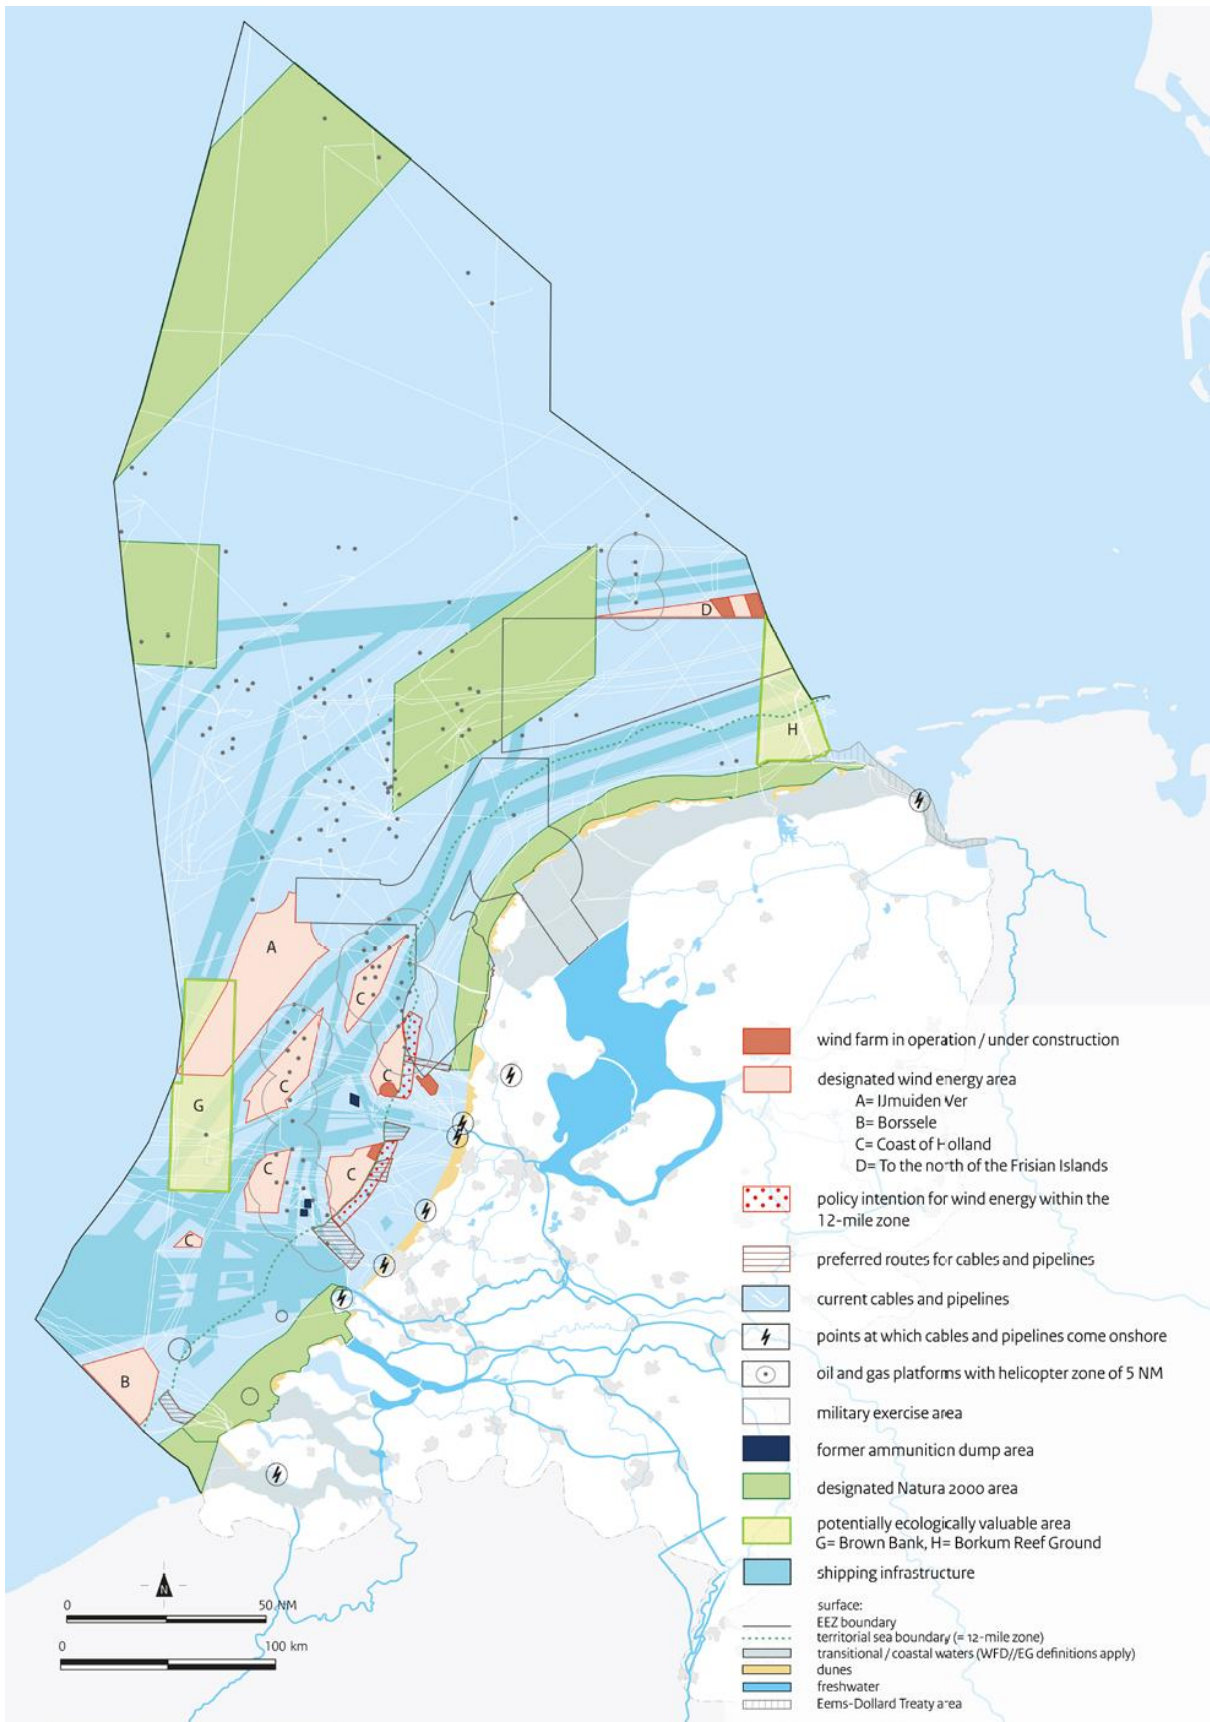 D
H
A
C
C
C
G
C
C
C
B
wind farm in operation / under construction
designated wind energy area
A= IJmuiden Ver
B= Borssele
C= Coast of Holland
D= To the north of the Frisian Islands
policy intention for wind energy within the
12-mile zone
preferred routes for cables and pipelines
current cables and pipelines
points at which cables and pipelines come onshore
oil and gas platforms with helicopter zone of 5 NM
military exercise area
former ammunition dump area
designated Natura 2000 area
potentially ecologically valuable area
G= Brown Bank, H= Borkum Reef Ground
shipping infrastructure
surface:
EEZ boundary
territorial sea boundary (= 12-mile zone)
transitional / coastal waters (WFD//EG definitions apply)
dunes
freshwater
Eems-Dollard Treaty area
N
0 50 NM
0 100 km